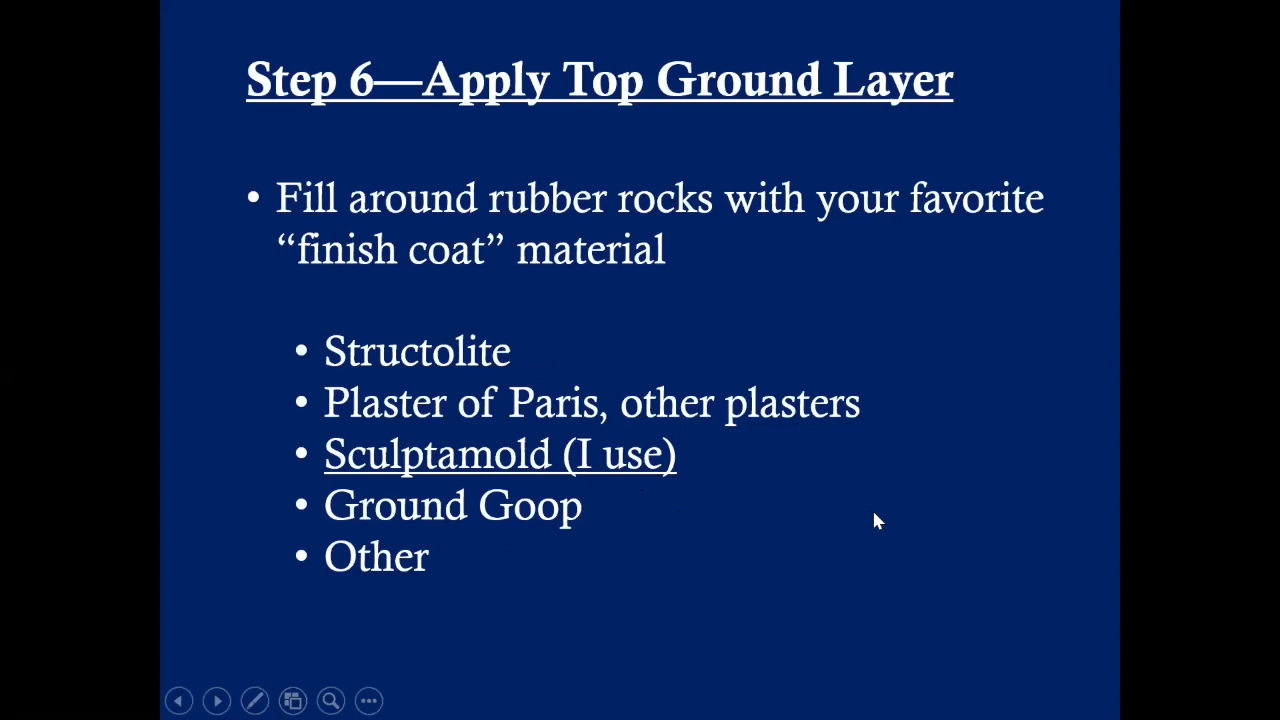 Step 6—Apply Top Ground Layer
• Fill around rubber rocks with your favorite
“finish coat” material
• Structolite
• Plaster of Paris, other plasters
• Sculptamold (I use)
• Ground Goop
• Other